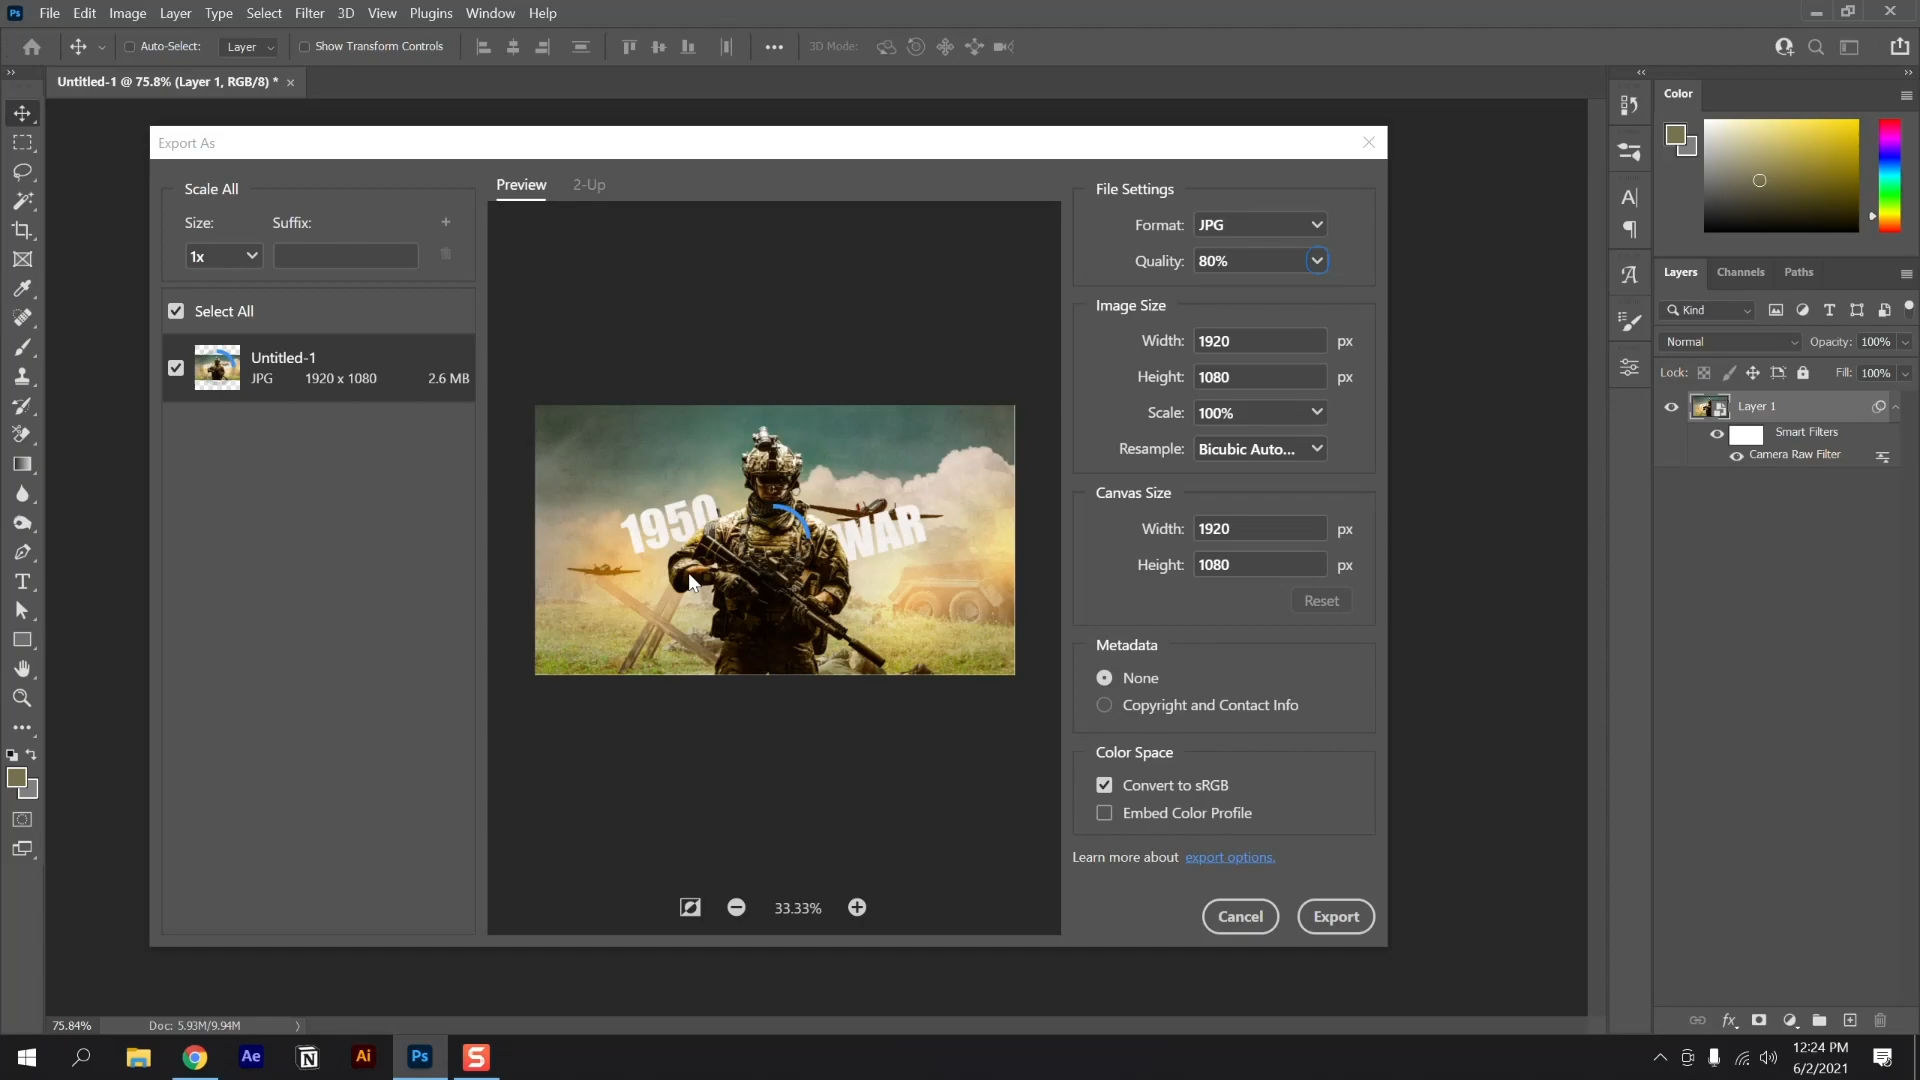 Ps File Edit Image Layer Type Select Filter 3D View Plugins Window Help
Auto-Select: Layer Show Transform Controls 3D Mode:
Untitled-1 @ 75.8% (Layer 1, RGB/8) *
Export As
Scale All
Size: Suffix:
1x
Select All
Untitled-1
JPG 1920 x 1080 2.6 MB
Preview 2-Up
1950 WAR
33.33%
File Settings
Format: JPG
Quality: 80%
Image Size
Width: 1920 px
Height: 1080 px
Scale: 100%
Resample: Bicubic Auto...
Canvas Size
Width: 1920 px
Height: 1080 px
Reset
Metadata
None
Copyright and Contact Info
Color Space
Convert to sRGB
Embed Color Profile
Learn more about export options.
Cancel Export
Color
Layers Channels Paths
Kind
Normal Opacity: 100%
Lock: Fill: 100%
Layer 1
Smart Filters
Camera Raw Filter
75.84% Doc: 5.93M/9.94M
Ae Ai Ps S
12:24 PM
6/2/2021